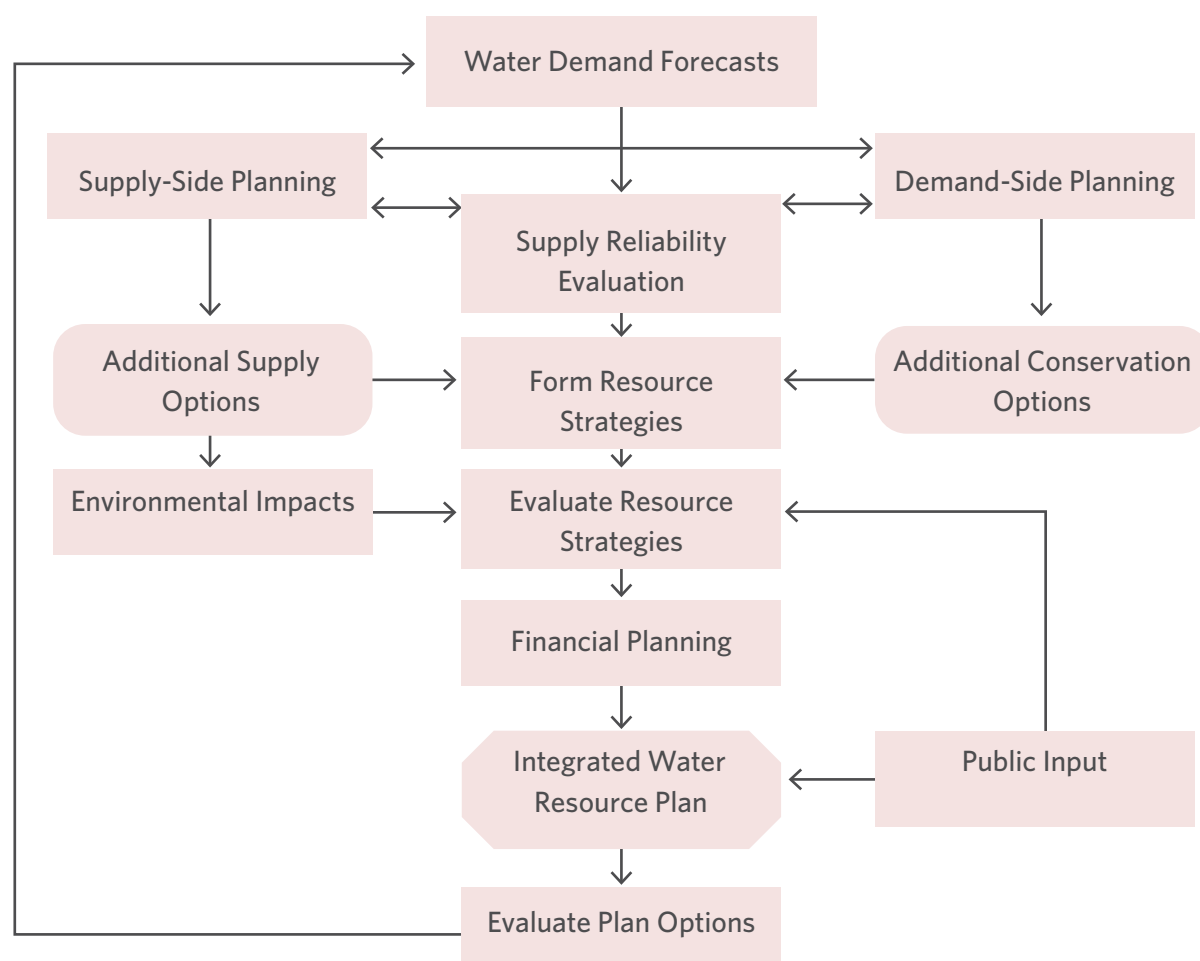 Water Demand Forecasts
Supply-Side Planning
Demand-Side Planning
Supply Reliability
Evaluation
Additional Supply
Options
Form Resource
Strategies
Additional Conservation
Options
Environmental Impacts
Evaluate Resource
Strategies
Financial Planning
Integrated Water
Resource Plan
Public Input
Evaluate Plan Options